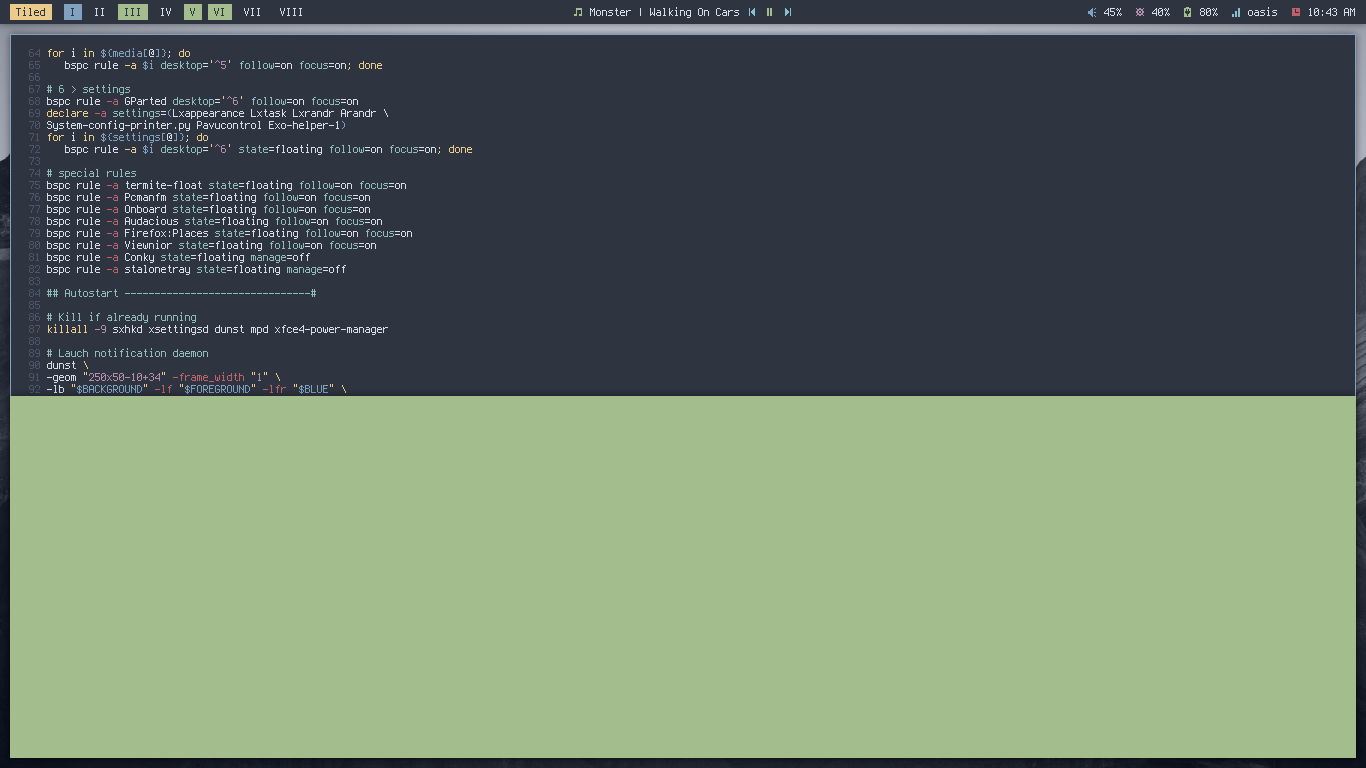 Tiled I II III IV V VI VII VIII Monster | Walking On Cars 45% 40% 80% oasis 10:43 AM
64 for i in ${media[@]}; do
65 bspc rule -a $i desktop='^5' follow=on focus=on; done
66
67 # 6 > settings
68 bspc rule -a GParted desktop='^6' follow=on focus=on
69 declare -a settings=(Lxappearance Lxtask Lxrandr Arandr \
70 System-config-printer.py Pavucontrol Exo-helper-1)
71 for i in ${settings[@]}; do
72 bspc rule -a $i desktop='^6' state=floating follow=on focus=on; done
73
74 # special rules
75 bspc rule -a termite-float state=floating follow=on focus=on
76 bspc rule -a Pcmanfm state=floating follow=on focus=on
77 bspc rule -a Onboard state=floating follow=on focus=on
78 bspc rule -a Audacious state=floating follow=on focus=on
79 bspc rule -a Firefox:Places state=floating follow=on focus=on
80 bspc rule -a Viewnior state=floating follow=on focus=on
81 bspc rule -a Conky state=floating manage=off
82 bspc rule -a stalonetray state=floating manage=off
83
84 ## Autostart -------------------------------#
85
86 # Kill if already running
87 killall -9 sxhkd xsettingsd dunst mpd xfce4-power-manager
88
89 # Lauch notification daemon
90 dunst \
91 -geom "250x50-10+34" -frame_width "1" \
92 -lb "$BACKGROUND" -lf "$FOREGROUND" -lfr "$BLUE" \